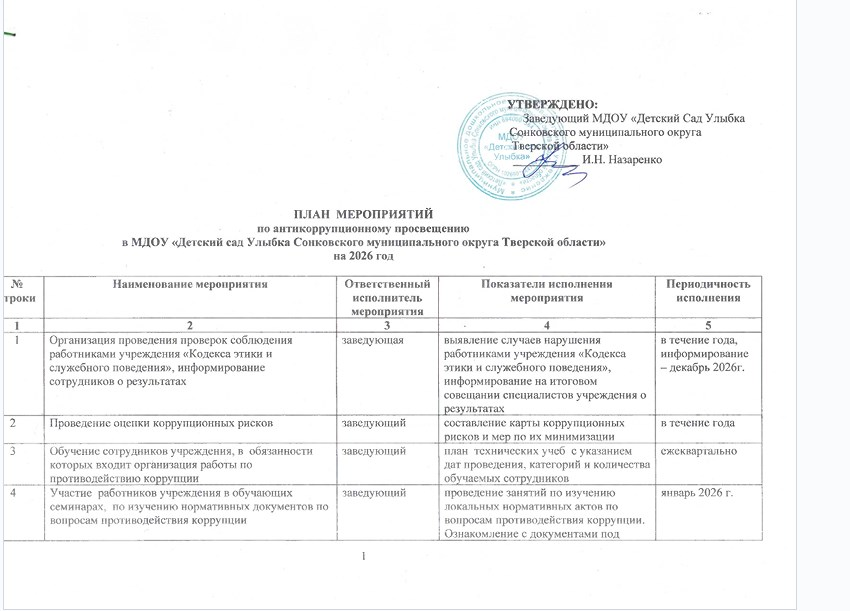 УТВЕРЖДЕНО:
Заведующий МДОУ «Детский Сад Улыбка
Сонковского муниципального округа
Тверской области»
И.Н. Назаренко
МДОУ
«Детский
Улыбка»
ПЛАН МЕРОПРИЯТИЙ
по антикоррупционному просвещению
в МДОУ «Детский сад Улыбка Сонковского муниципального округа Тверской области»
на 2026 год
№ троки
Наименование мероприятия
Ответственный исполнитель мероприятия
Показатели исполнения мероприятия
Периодичность исполнения
1 2 3 4 5
1
Организация проведения проверок соблюдения
работниками учреждения «Кодекса этики и
служебного поведения», информирование
сотрудников о результатах
заведующая
выявление случаев нарушения
работниками учреждения «Кодекса
этики и служебного поведения»,
информирование на итоговом
совещании специалистов учреждения о
результатах
в течение года,
информирование
– декабрь 2026г.
2
Проведение оценки коррупционных рисков
заведующий
составление карты коррупционных
рисков и мер по их минимизации
в течение года
3
Обучение сотрудников учреждения, в обязанности
которых входит организация работы по
противодействию коррупции
заведующий
план технических учеб с указанием
дат проведения, категорий и количества
обучаемых сотрудников
ежеквартально
4
Участие работников учреждения в обучающих
семинарах, по изучению нормативных документов по
вопросам противодействия коррупции
заведующий
проведение занятий по изучению
локальных нормативных актов по
вопросам противодействия коррупции.
Ознакомление с документами под
январь 2026 г.
1